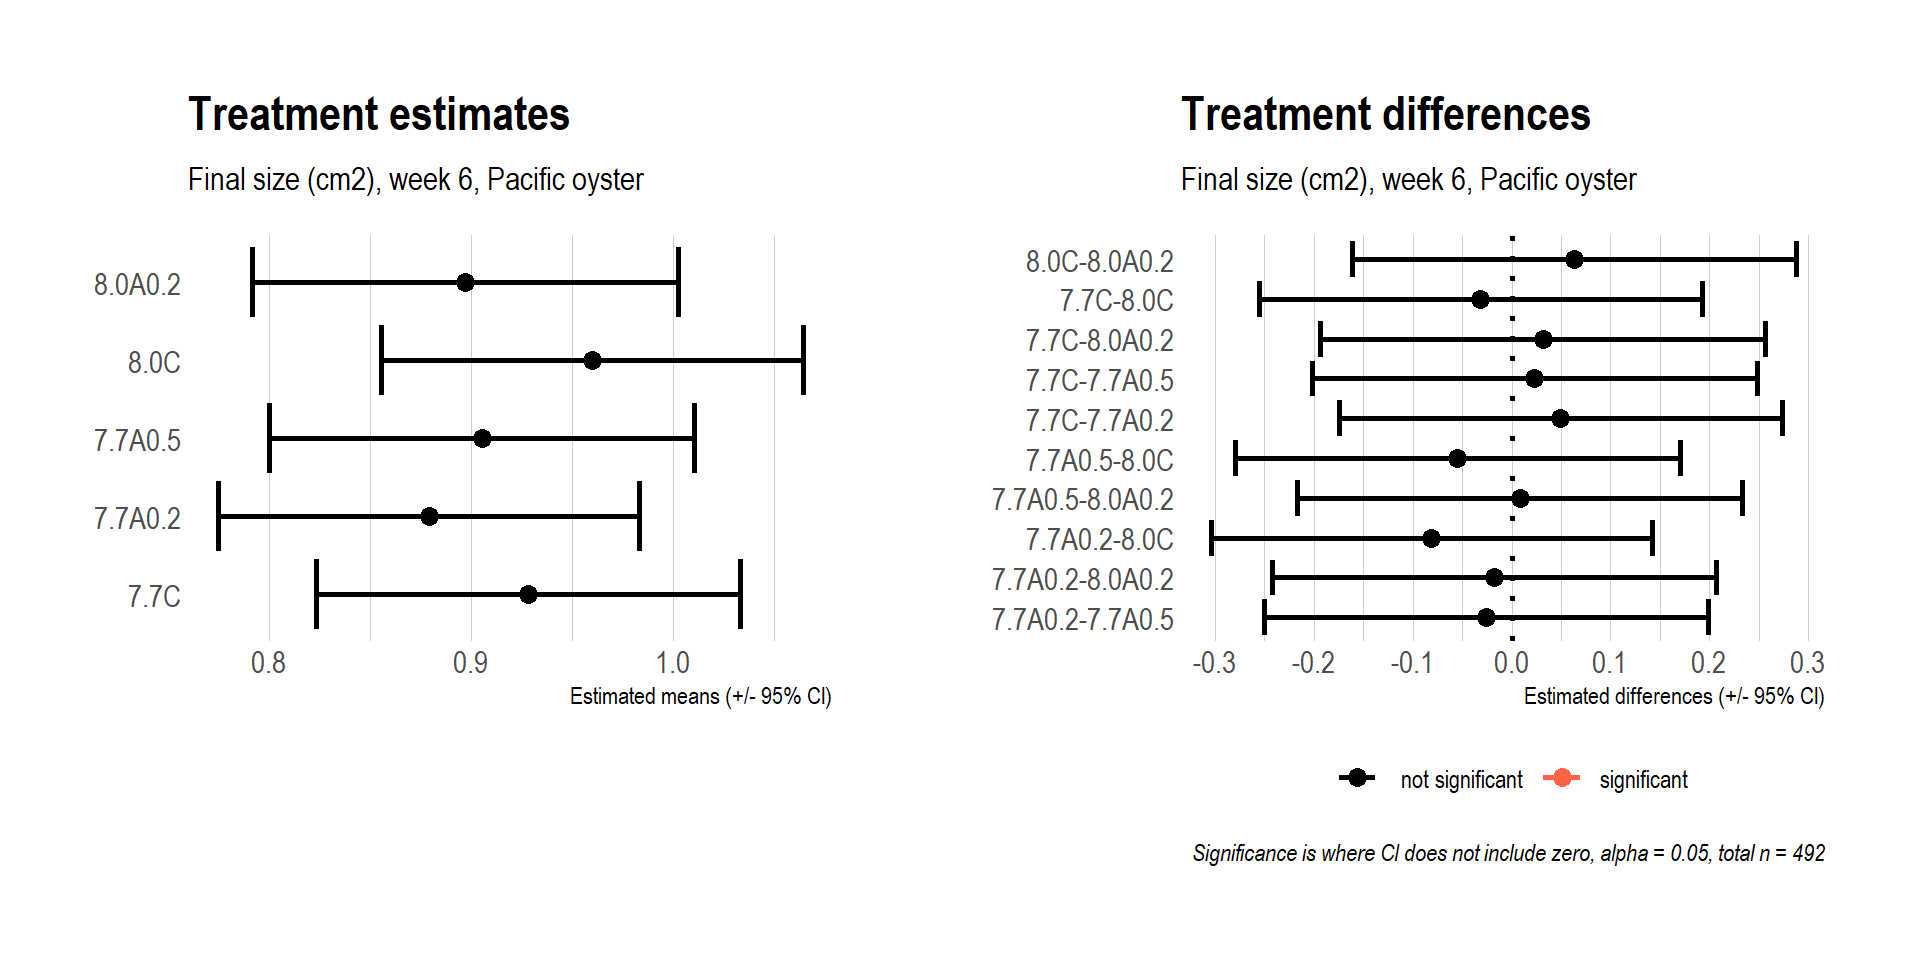 Treatment estimates
Final size (cm2), week 6, Pacific oyster
8.0A0.2
8.0C
7.7A0.5
7.7A0.2
7.7C
0.8 0.9 1.0
Estimated means (+/- 95% CI)
Treatment differences
Final size (cm2), week 6, Pacific oyster
8.0C-8.0A0.2
7.7C-8.0C
7.7C-8.0A0.2
7.7C-7.7A0.5
7.7C-7.7A0.2
7.7A0.5-8.0C
7.7A0.5-8.0A0.2
7.7A0.2-8.0C
7.7A0.2-8.0A0.2
7.7A0.2-7.7A0.5
-0.3 -0.2 -0.1 0.0 0.1 0.2 0.3
Estimated differences (+/- 95% CI)
not significant significant
Significance is where CI does not include zero, alpha = 0.05, total n = 492